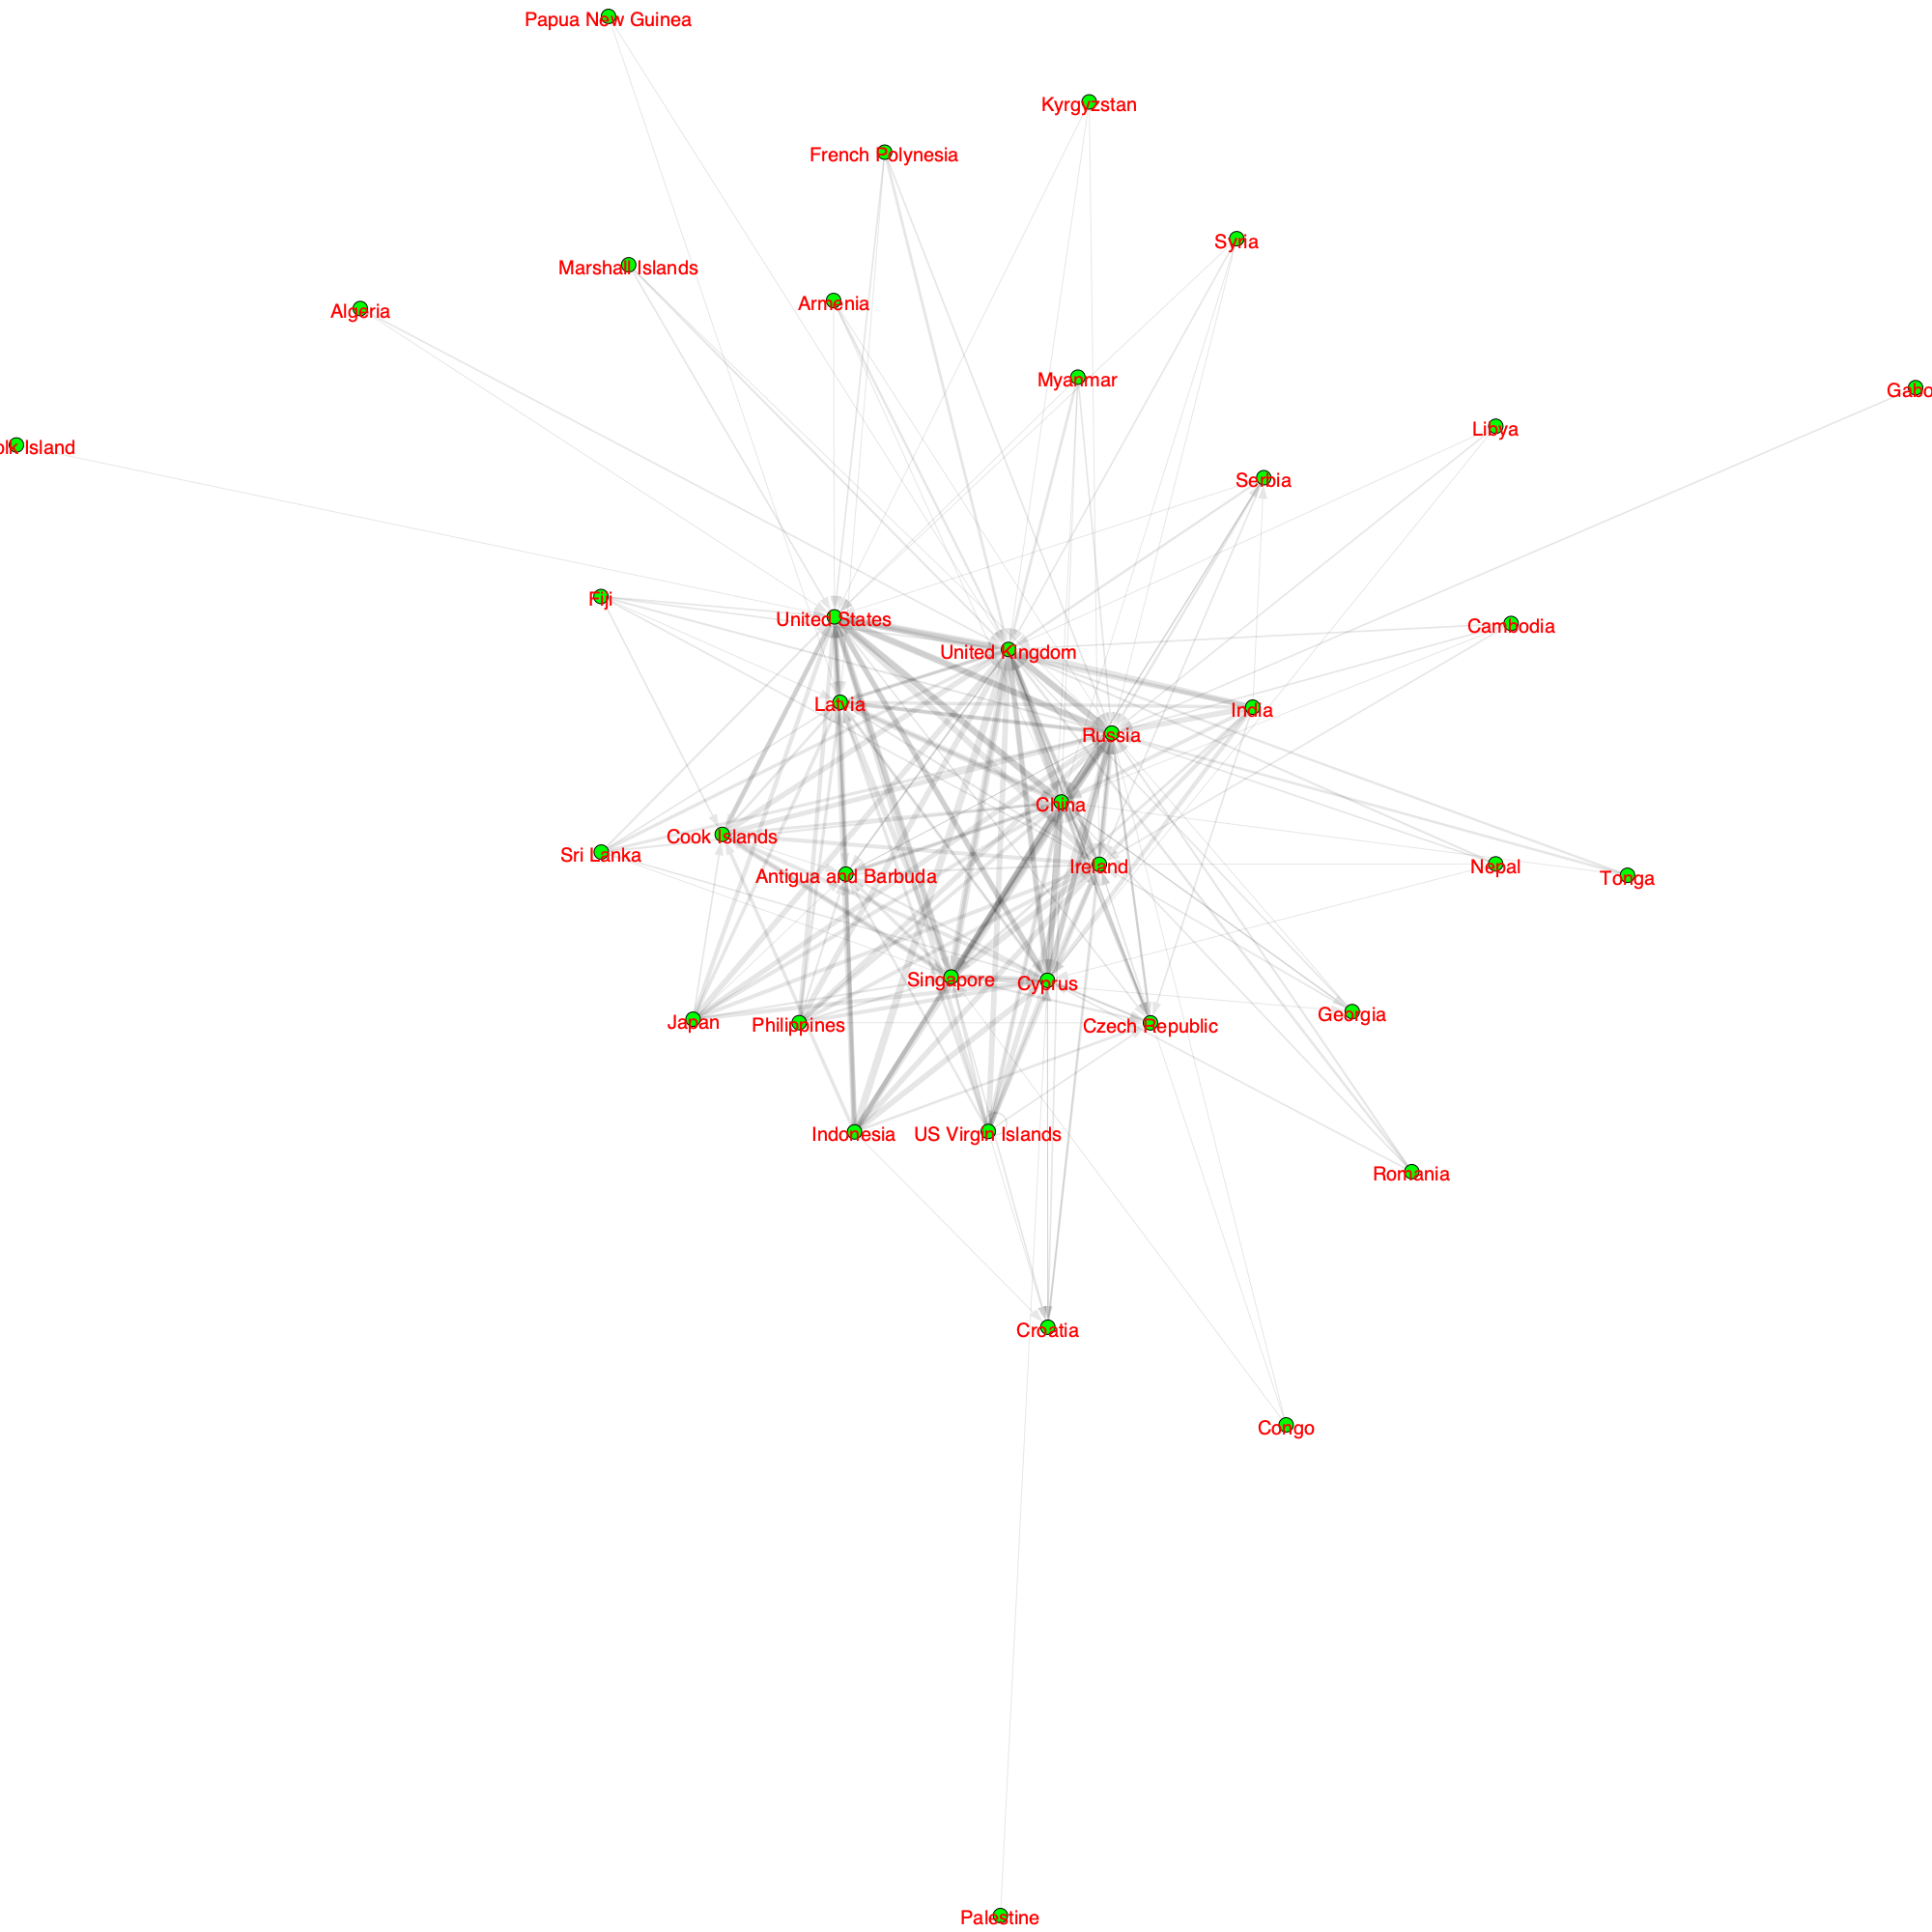 Papua New Guinea
Kyrgyzstan
French Polynesia
Syria
Marshall Islands
Armenia
Algeria
Myanmar
Gabo
Libya
olk Island
Serbia
Fiji
United States
Cambodia
United Kingdom
Latvia
India
Russia
China
Cook Islands
Sri Lanka
Ireland
Nepal
Antigua and Barbuda
Tonga
Singapore
Cyprus
Georgia
Japan
Philippines
Czech Republic
Indonesia
US Virgin Islands
Romania
Croatia
Congo
Palestine